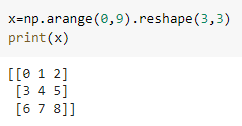 x=np.arange(0,9).reshape(3,3)
print(x)
[[0 1 2]
 [3 4 5]
 [6 7 8]]